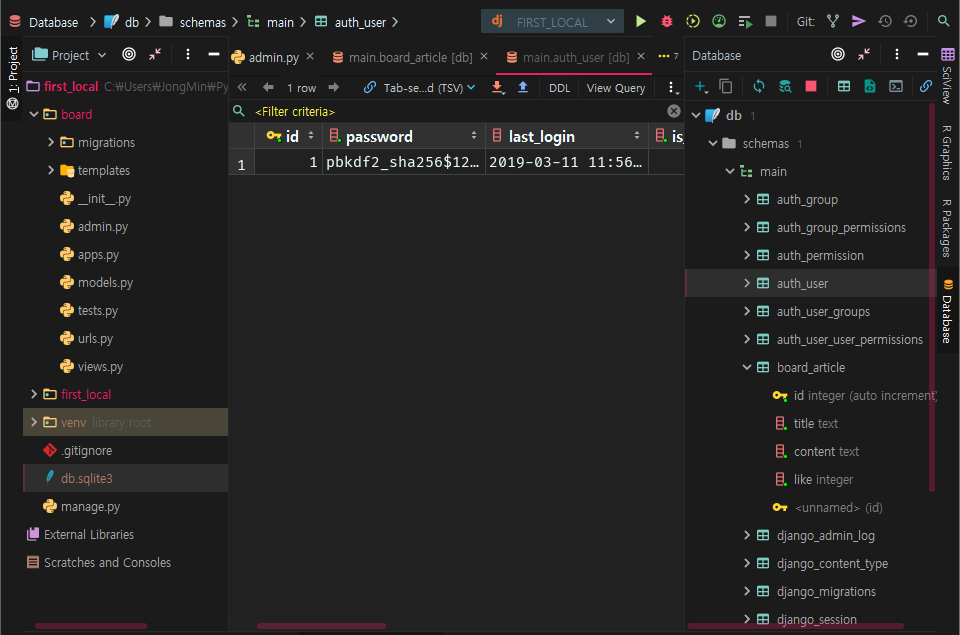 Database db schemas main auth_user FIRST_LOCAL Git:
1: Project
Project
first_local C:₩Users₩JongMin₩Py
board
migrations
templates
__init__.py
admin.py
apps.py
models.py
tests.py
urls.py
views.py
first_local
venv library root
.gitignore
db.sqlite3
manage.py
External Libraries
Scratches and Consoles
admin.py main.board_article [db] main.auth_user [db] 7
1 row Tab-se...d (TSV) DDL View Query
<Filter criteria>
id password last_login is_
1 1 pbkdf2_sha256$12… 2019-03-11 11:56…
Database
db 1
schemas 1
main
auth_group
auth_group_permissions
auth_permission
auth_user
auth_user_groups
auth_user_user_permissions
board_article
id integer (auto increment)
title text
content text
like integer
<unnamed> (id)
django_admin_log
django_content_type
django_migrations
django_session
SciView
R Graphics
R Packages
Database